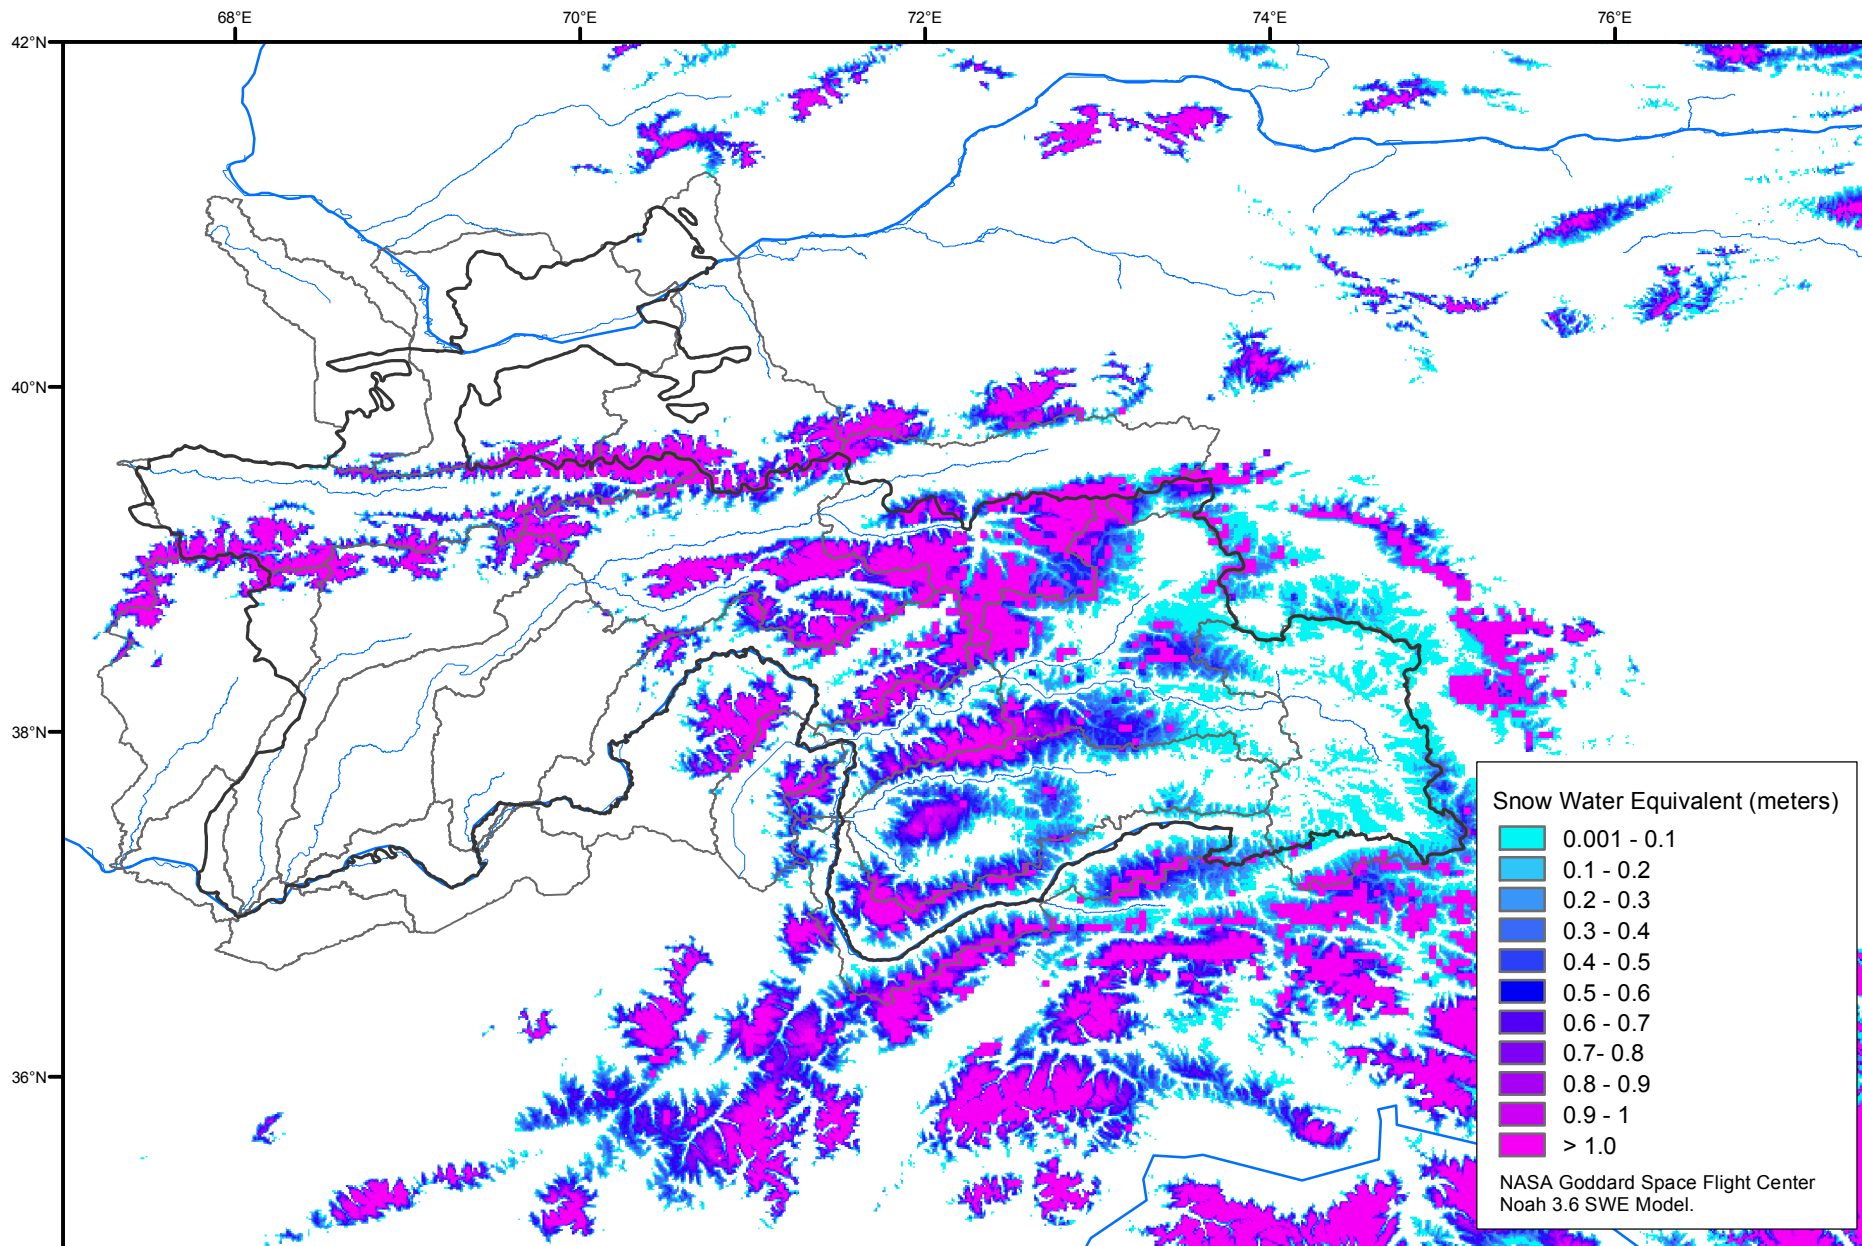 68°E
70°E
72°E
74°E
76°E
42°N
40°N
38°N
36°N
Snow Water Equivalent (meters)
0.001 - 0.1
0.1 - 0.2
0.2 - 0.3
0.3 - 0.4
0.4 - 0.5
0.5 - 0.6
0.6 - 0.7
0.7- 0.8
0.8 - 0.9
0.9 - 1
> 1.0
NASA Goddard Space Flight Center
Noah 3.6 SWE Model.